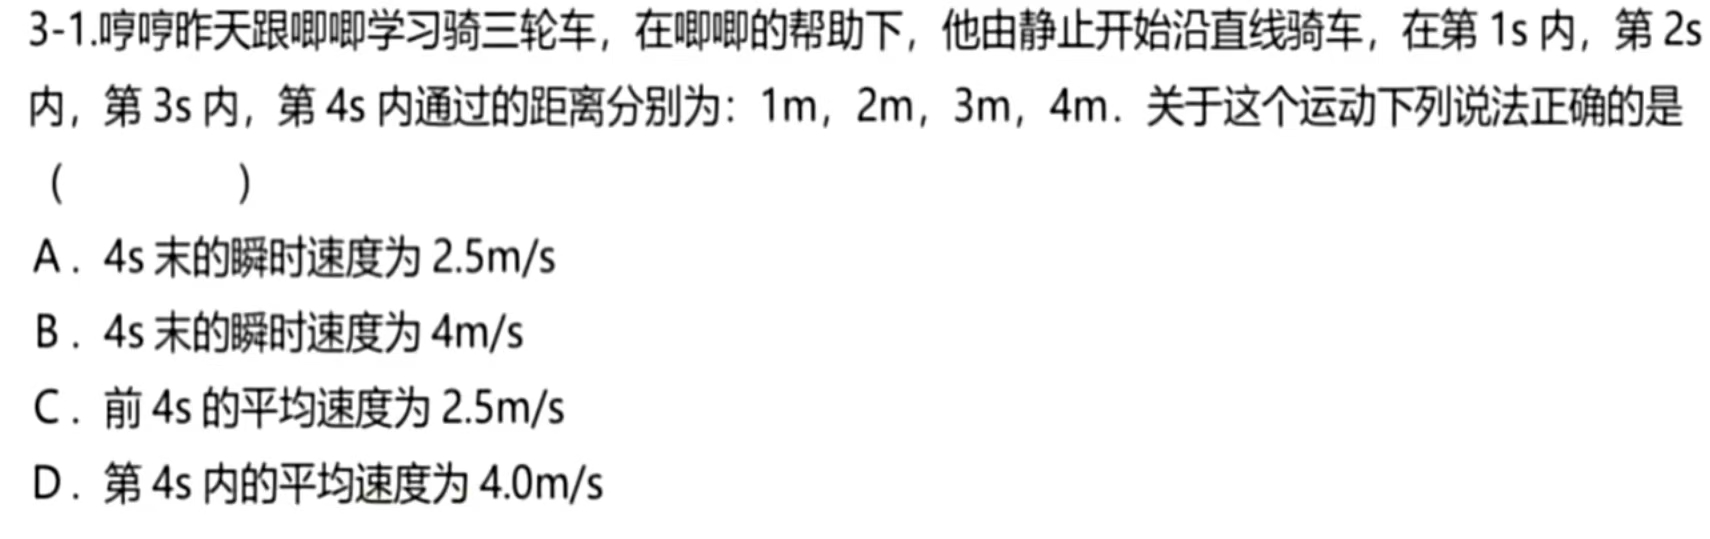 3-1.哼哼昨天跟唧唧学习骑三轮车，在唧唧的帮助下，他由静止开始沿直线骑车，在第 1s 内，第 2s
内，第 3s 内，第 4s 内通过的距离分别为：1m，2m，3m，4m．关于这个运动下列说法正确的是
（        ）
A．4s 末的瞬时速度为 2.5m/s
B．4s 末的瞬时速度为 4m/s
C．前 4s 的平均速度为 2.5m/s
D．第 4s 内的平均速度为 4.0m/s